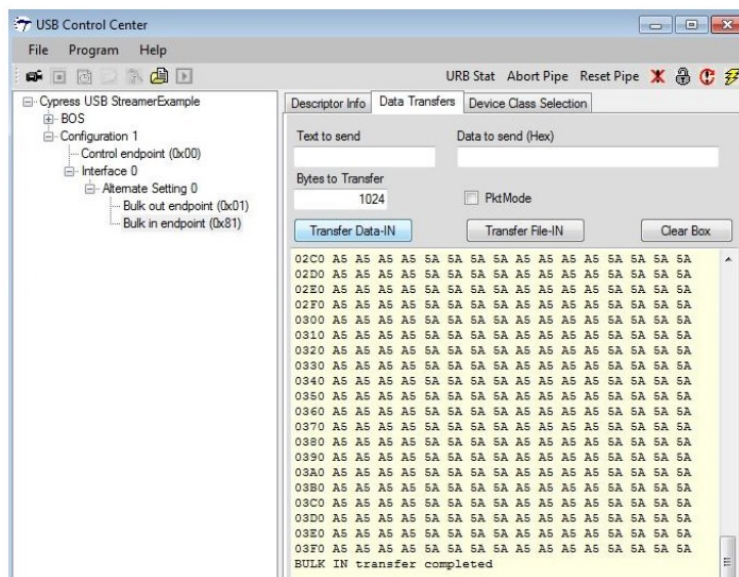 USB Control Center
File Program Help
URB Stat Abort Pipe Reset Pipe
Cypress USB StreamerExample
BOS
Configuration 1
Control endpoint (0x00)
Interface 0
Alternate Setting 0
Bulk out endpoint (0x01)
Bulk in endpoint (0x81)
Descriptor Info Data Transfers Device Class Selection
Text to send Data to send (Hex)
Bytes to Transfer
1024 PktMode
Transfer Data-IN Transfer File-IN Clear Box
02C0 A5 A5 A5 A5 5A 5A 5A 5A A5 A5 A5 A5 5A 5A 5A 5A
02D0 A5 A5 A5 A5 5A 5A 5A 5A A5 A5 A5 A5 5A 5A 5A 5A
02E0 A5 A5 A5 A5 5A 5A 5A 5A A5 A5 A5 A5 5A 5A 5A 5A
02F0 A5 A5 A5 A5 5A 5A 5A 5A A5 A5 A5 A5 5A 5A 5A 5A
0300 A5 A5 A5 A5 5A 5A 5A 5A A5 A5 A5 A5 5A 5A 5A 5A
0310 A5 A5 A5 A5 5A 5A 5A 5A A5 A5 A5 A5 5A 5A 5A 5A
0320 A5 A5 A5 A5 5A 5A 5A 5A A5 A5 A5 A5 5A 5A 5A 5A
0330 A5 A5 A5 A5 5A 5A 5A 5A A5 A5 A5 A5 5A 5A 5A 5A
0340 A5 A5 A5 A5 5A 5A 5A 5A A5 A5 A5 A5 5A 5A 5A 5A
0350 A5 A5 A5 A5 5A 5A 5A 5A A5 A5 A5 A5 5A 5A 5A 5A
0360 A5 A5 A5 A5 5A 5A 5A 5A A5 A5 A5 A5 5A 5A 5A 5A
0370 A5 A5 A5 A5 5A 5A 5A 5A A5 A5 A5 A5 5A 5A 5A 5A
0380 A5 A5 A5 A5 5A 5A 5A 5A A5 A5 A5 A5 5A 5A 5A 5A
0390 A5 A5 A5 A5 5A 5A 5A 5A A5 A5 A5 A5 5A 5A 5A 5A
03A0 A5 A5 A5 A5 5A 5A 5A 5A A5 A5 A5 A5 5A 5A 5A 5A
03B0 A5 A5 A5 A5 5A 5A 5A 5A A5 A5 A5 A5 5A 5A 5A 5A
03C0 A5 A5 A5 A5 5A 5A 5A 5A A5 A5 A5 A5 5A 5A 5A 5A
03D0 A5 A5 A5 A5 5A 5A 5A 5A A5 A5 A5 A5 5A 5A 5A 5A
03E0 A5 A5 A5 A5 5A 5A 5A 5A A5 A5 A5 A5 5A 5A 5A 5A
03F0 A5 A5 A5 A5 5A 5A 5A 5A A5 A5 A5 A5 5A 5A 5A 5A
BULK IN transfer completed